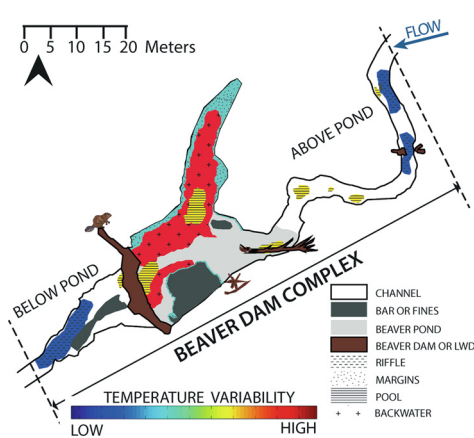 0 5 10 15 20 Meters
FLOW
ABOVE POND
BELOW POND
BEAVER DAM COMPLEX
CHANNEL
BAR OR FINES
BEAVER POND
BEAVER DAM OR LWD
RIFFLE
MARGINS
POOL
BACKWATER
TEMPERATURE VARIABILITY
LOW HIGH